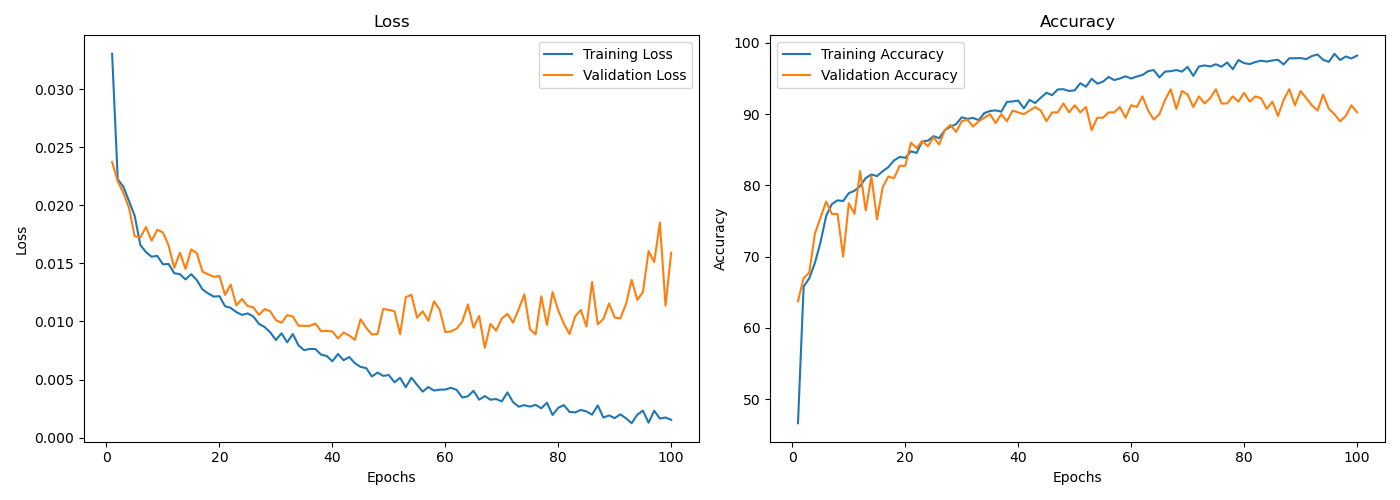 Loss
Training Loss
Validation Loss
0.030
0.025
0.020
0.015
0.010
0.005
0.000
Loss
0 20 40 60 80 100
Epochs
Accuracy
Training Accuracy
Validation Accuracy
100
90
80
70
60
50
Accuracy
0 20 40 60 80 100
Epochs